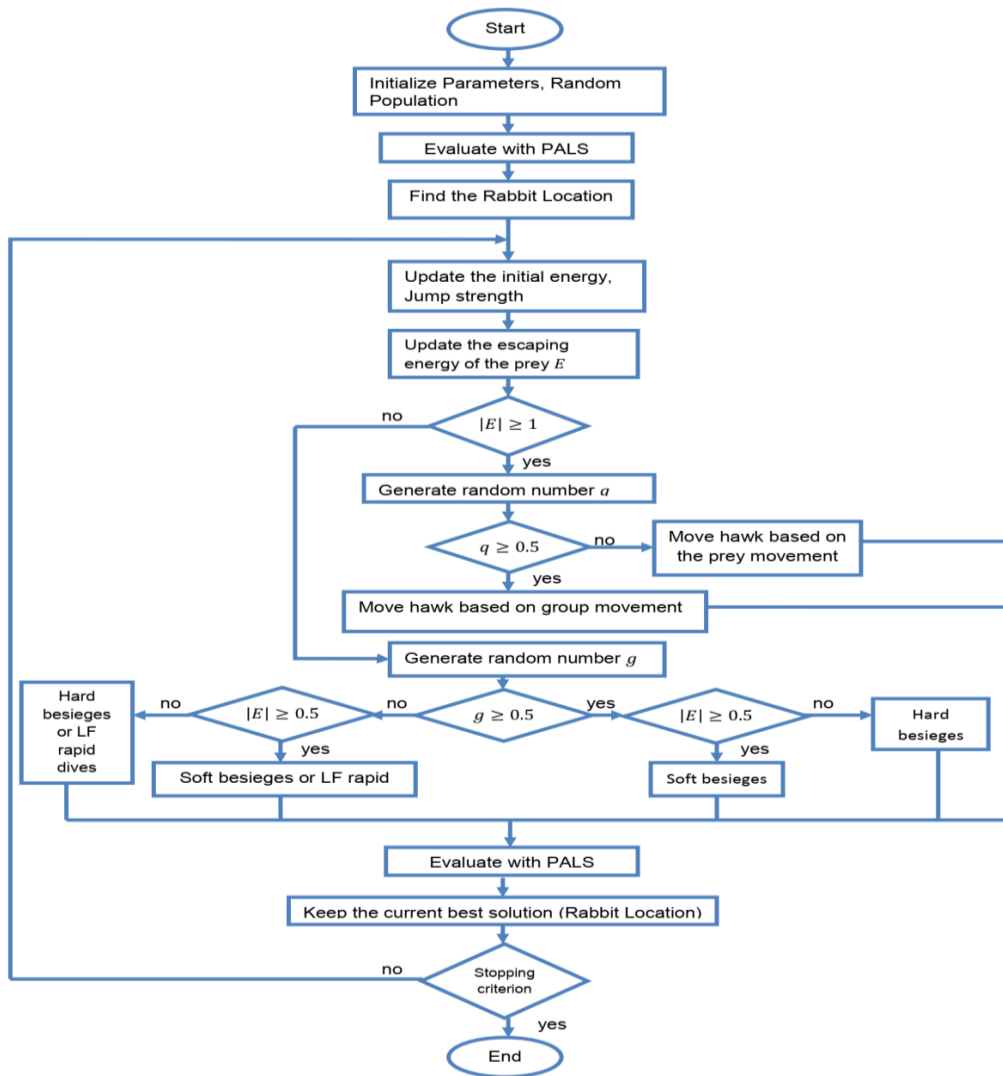 Start
Initialize Parameters, Random
Population
Evaluate with PALS
Find the Rabbit Location
Update the initial energy,
Jump strength
Update the escaping
energy of the prey E
no
|E| ≥ 1
yes
Generate random number q
q ≥ 0.5
no
Move hawk based on
the prey movement
yes
Move hawk based on group movement
Generate random number g
Hard
besieges
or LF
rapid
dives
no
|E| ≥ 0.5
no
g ≥ 0.5
yes
|E| ≥ 0.5
no
Hard
besieges
yes
Soft besieges or LF rapid
yes
Soft besieges
Evaluate with PALS
Keep the current best solution (Rabbit Location)
no
Stopping
criterion
yes
End